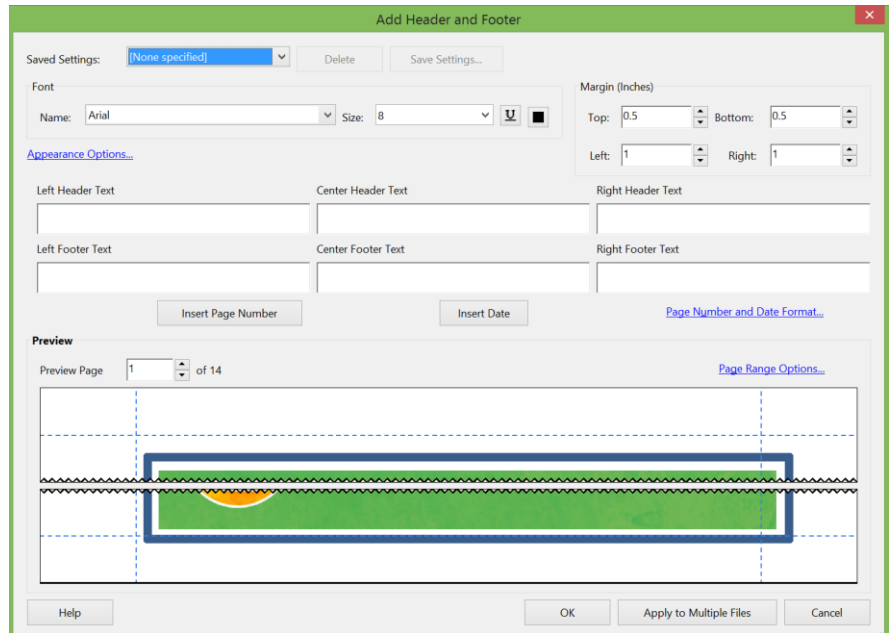 Add Header and Footer
Saved Settings: [None specified] Delete Save Settings...
Font
Name: Arial Size: 8 U
Margin (Inches)
Top: 0.5 Bottom: 0.5
Left: 1 Right: 1
Appearance Options...
Left Header Text Center Header Text Right Header Text
Left Footer Text Center Footer Text Right Footer Text
Insert Page Number Insert Date Page Number and Date Format...
Preview
Preview Page 1 of 14 Page Range Options...
Help OK Apply to Multiple Files Cancel